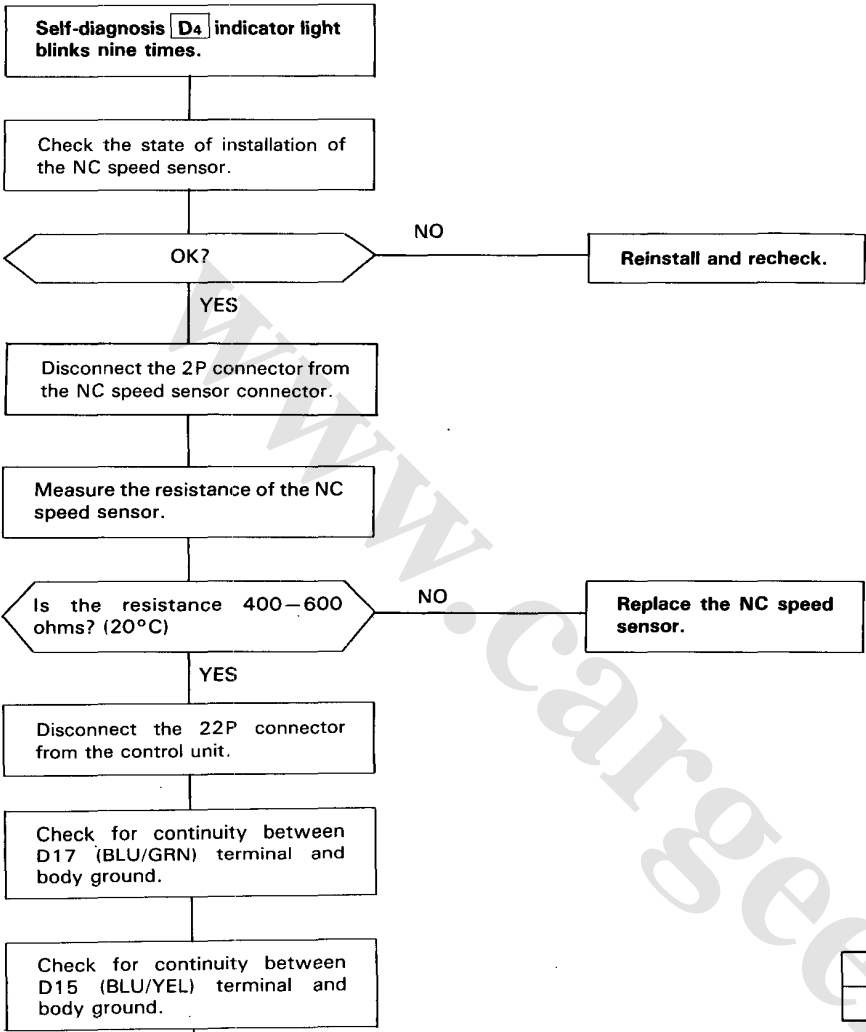 Self-diagnosis D4 indicator light
blinks nine times.
Check the state of installation of
the NC speed sensor.
OK?
NO
Reinstall and recheck.
YES
Disconnect the 2P connector from
the NC speed sensor connector.
Measure the resistance of the NC
speed sensor.
Is the resistance 400—600
ohms? (20°C)
NO
Replace the NC speed
sensor.
YES
Disconnect the 22P connector
from the control unit.
Check for continuity between
D17 (BLU/GRN) terminal and
body ground.
Check for continuity between
D15 (BLU/YEL) terminal and
body ground.
www.cargee